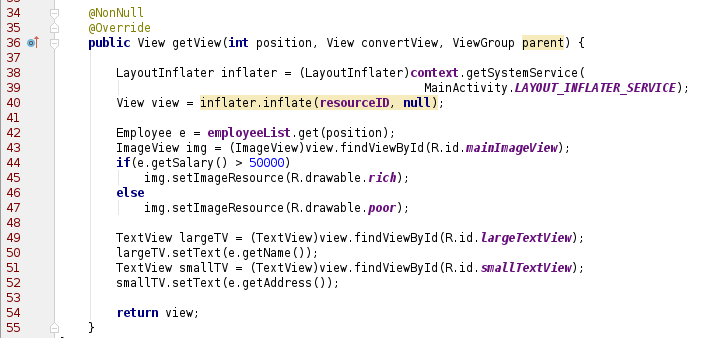 34 @NonNull
35 @Override
36 public View getView(int position, View convertView, ViewGroup parent) {
37
38 LayoutInflater inflater = (LayoutInflater)context.getSystemService(
39 MainActivity.LAYOUT_INFLATER_SERVICE);
40 View view = inflater.inflate(resourceID, null);
41
42 Employee e = employeeList.get(position);
43 ImageView img = (ImageView)view.findViewById(R.id.mainImageView);
44 if(e.getSalary() > 50000)
45 img.setImageResource(R.drawable.rich);
46 else
47 img.setImageResource(R.drawable.poor);
48
49 TextView largeTV = (TextView)view.findViewById(R.id.largeTextView);
50 largeTV.setText(e.getName());
51 TextView smallTV = (TextView)view.findViewById(R.id.smallTextView);
52 smallTV.setText(e.getAddress());
53
54 return view;
55 }